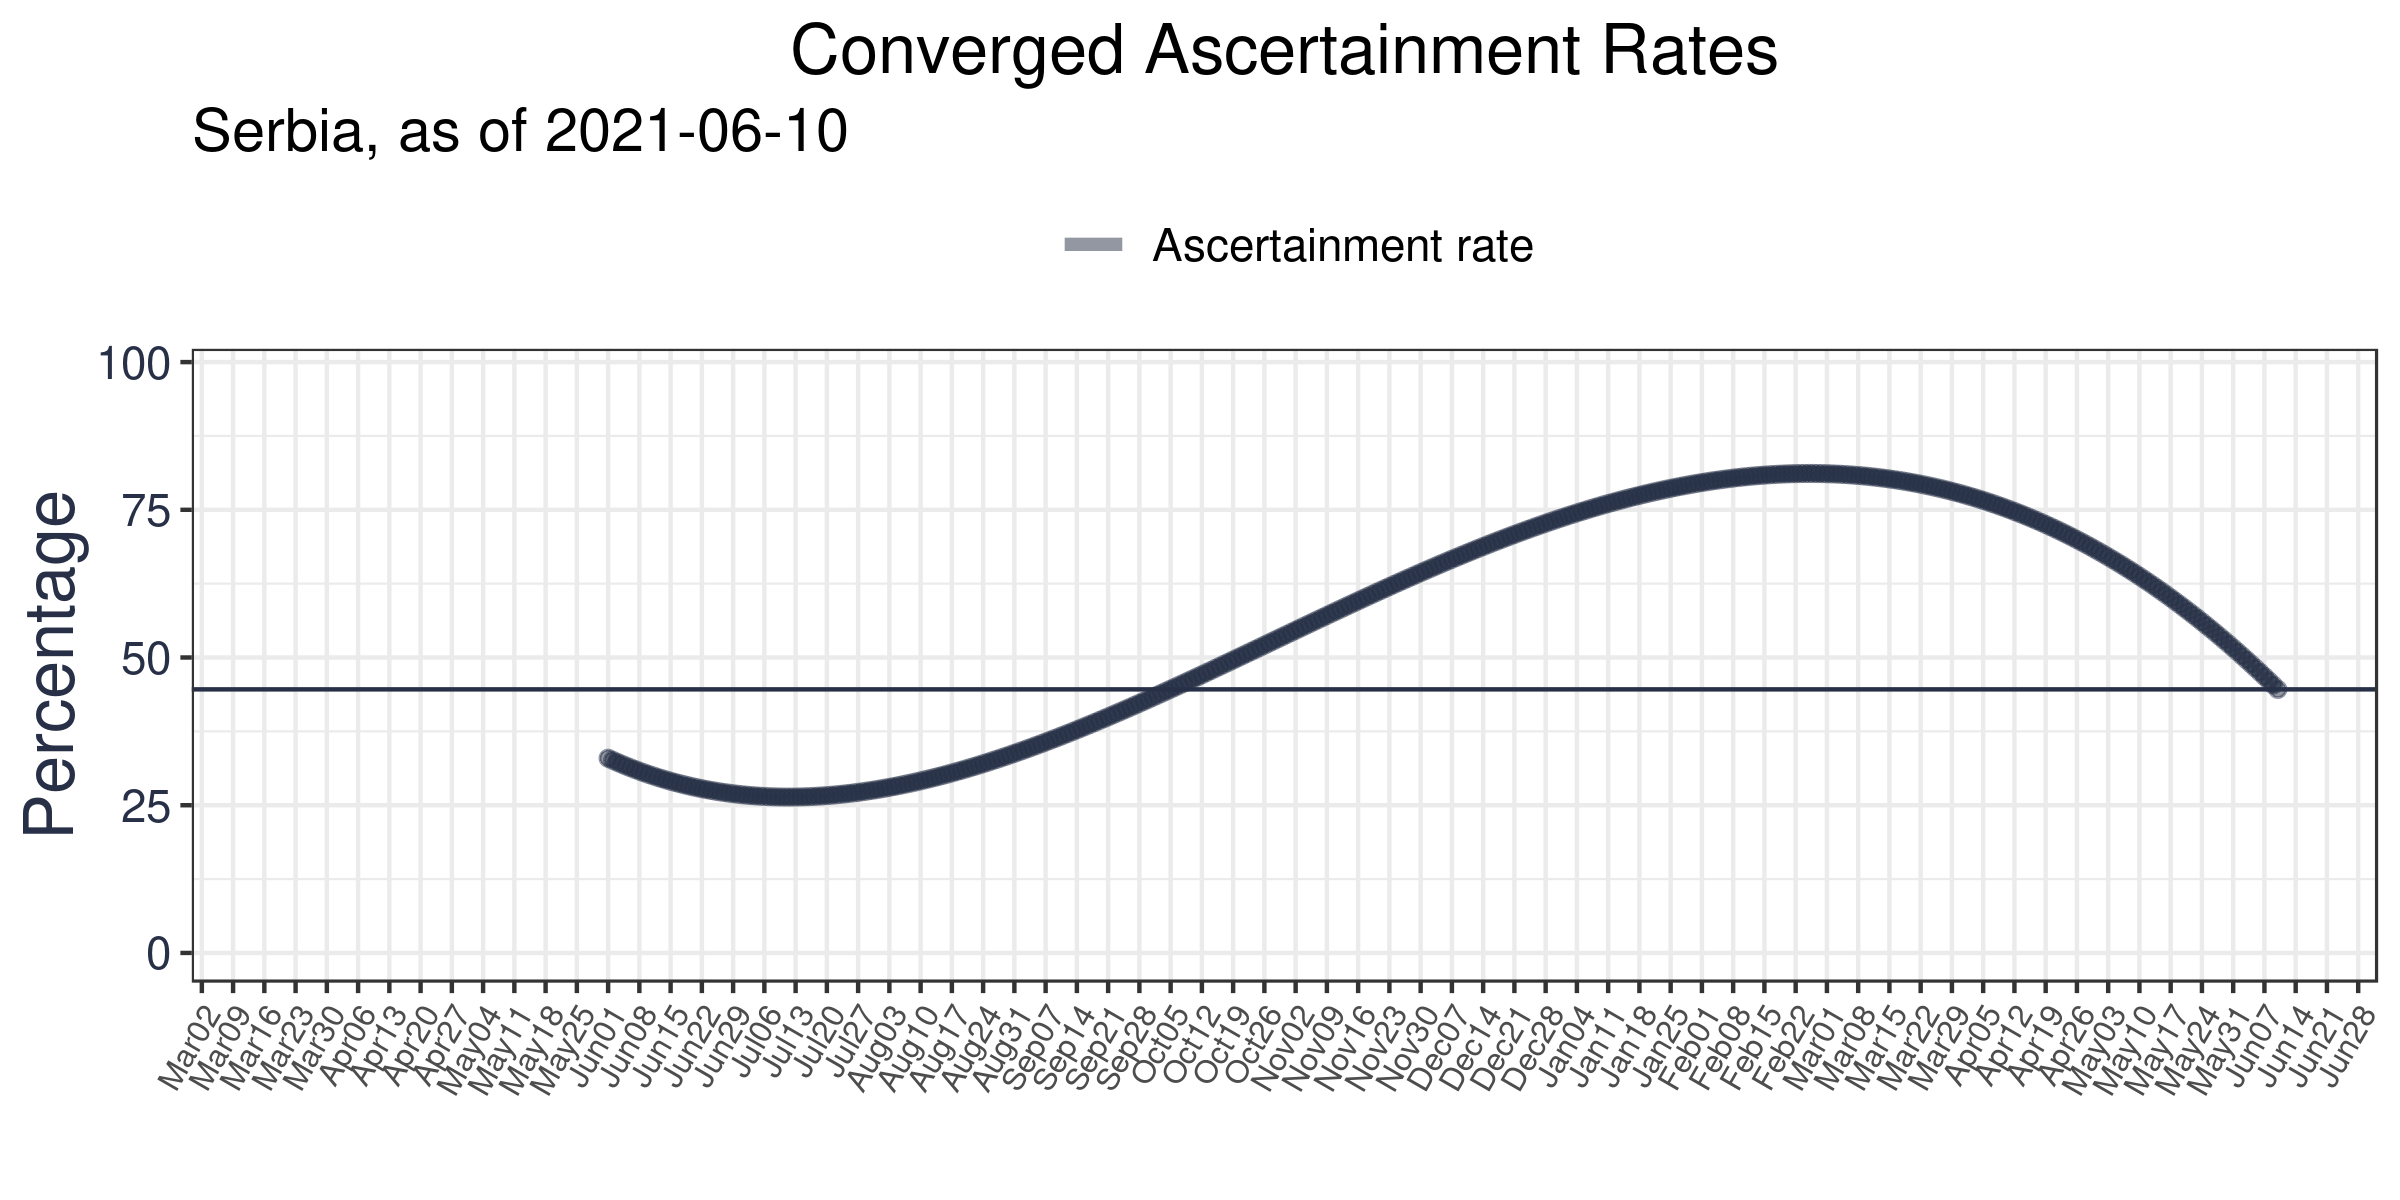 Converged Ascertainment Rates
Serbia, as of 2021-06-10
Ascertainment rate
Percentage
100
75
50
25
0
Mar02 Mar09 Mar16 Mar23 Mar30 Apr06 Apr13 Apr20 Apr27 May04 May11 May18 May25 Jun01 Jun08 Jun15 Jun22 Jun29 Jul06 Jul13 Jul20 Jul27 Aug03 Aug10 Aug17 Aug24 Aug31 Sep07 Sep14 Sep21 Sep28 Oct05 Oct12 Oct19 Oct26 Nov02 Nov09 Nov16 Nov23 Nov30 Dec07 Dec14 Dec21 Dec28 Jan04 Jan11 Jan18 Jan25 Feb01 Feb08 Feb15 Feb22 Mar01 Mar08 Mar15 Mar22 Mar29 Apr05 Apr12 Apr19 Apr26 May03 May10 May17 May24 May31 Jun07 Jun14 Jun21 Jun28